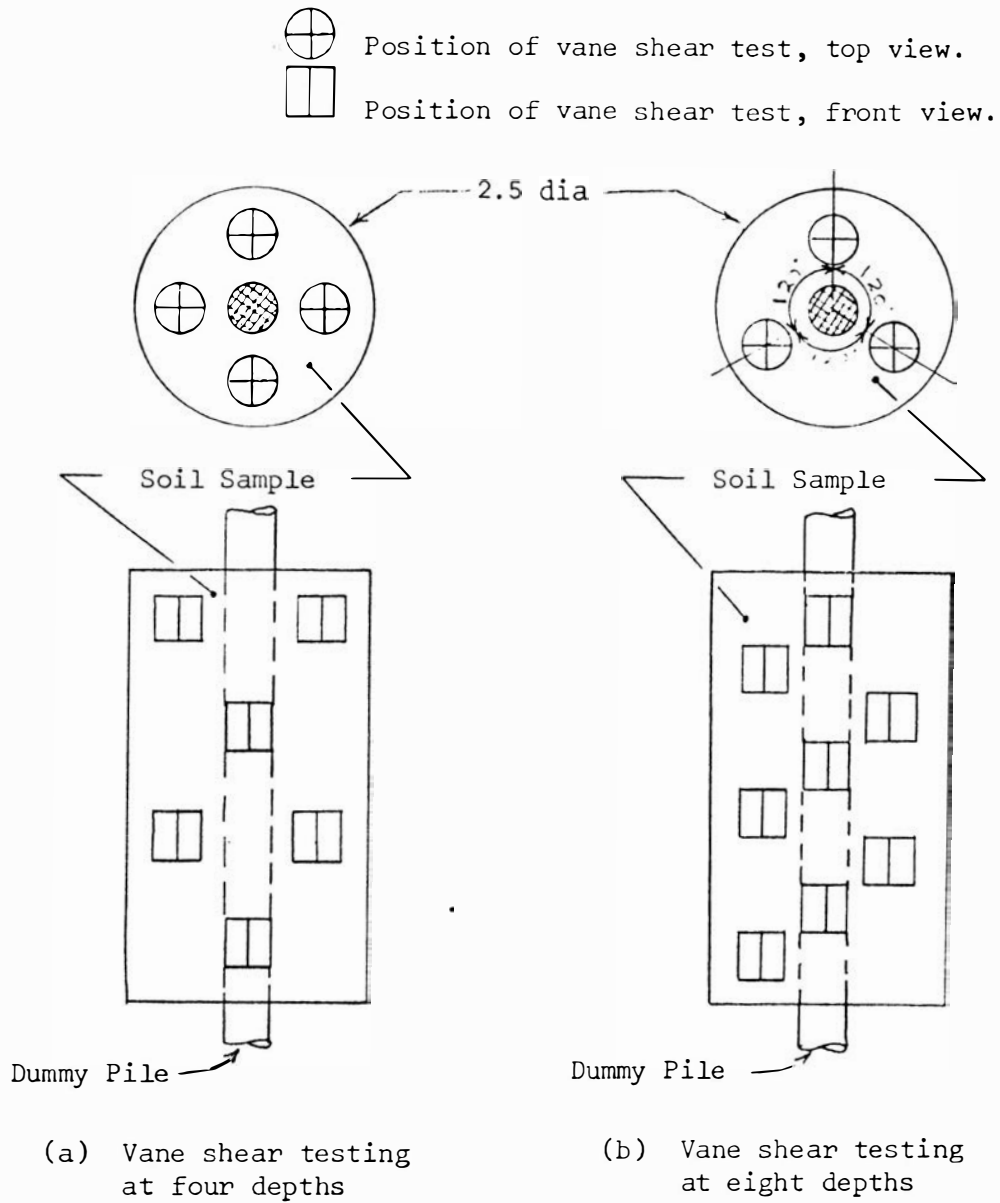 Position of vane shear test, top view.
Position of vane shear test, front view.
2.5 dia
120°
Soil Sample
Soil Sample
Dummy Pile
Dummy Pile
(a) Vane shear testing
at four depths
(b) Vane shear testing
at eight depths